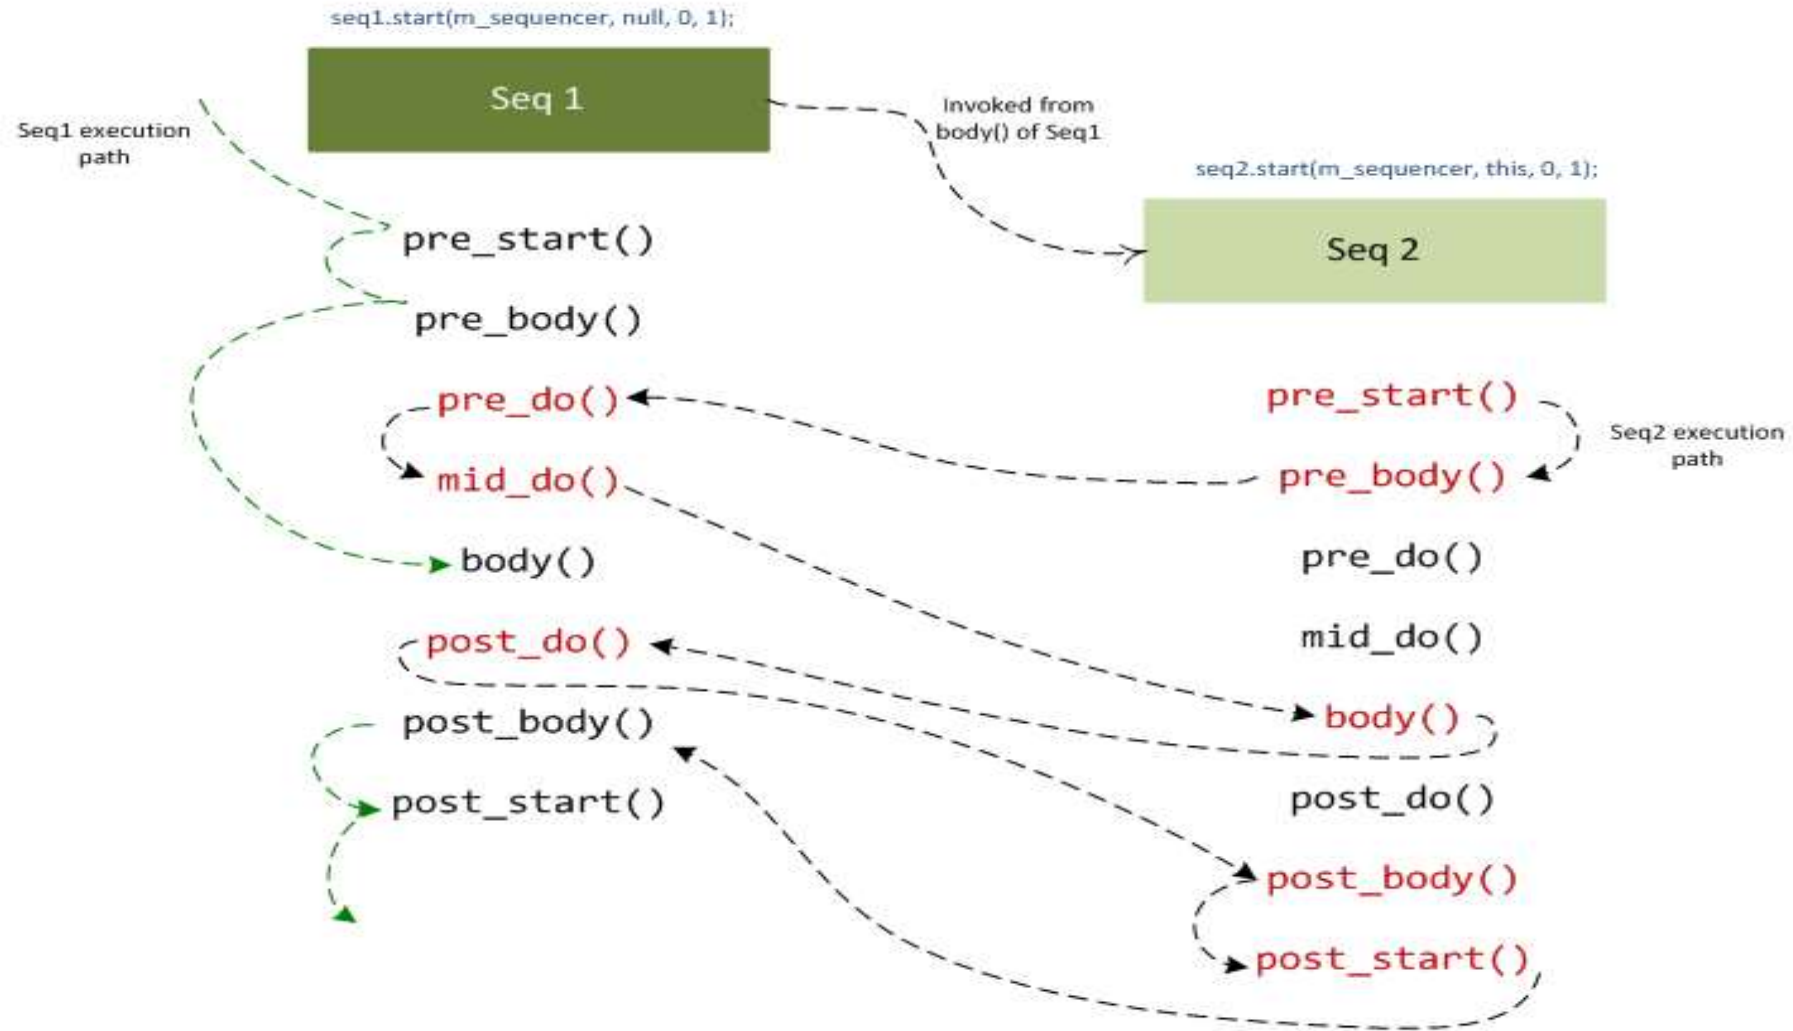 seq1.start(m_sequencer, null, 0, 1);
Seq 1
Seq1 execution
path
Invoked from
body() of Seq1
seq2.start(m_sequencer, this, 0, 1);
Seq 2
pre_start()
pre_body()
pre_do()
mid_do()
body()
post_do()
post_body()
post_start()
pre_start()
Seq2 execution
path
pre_body()
pre_do()
mid_do()
body()
post_do()
post_body()
post_start()